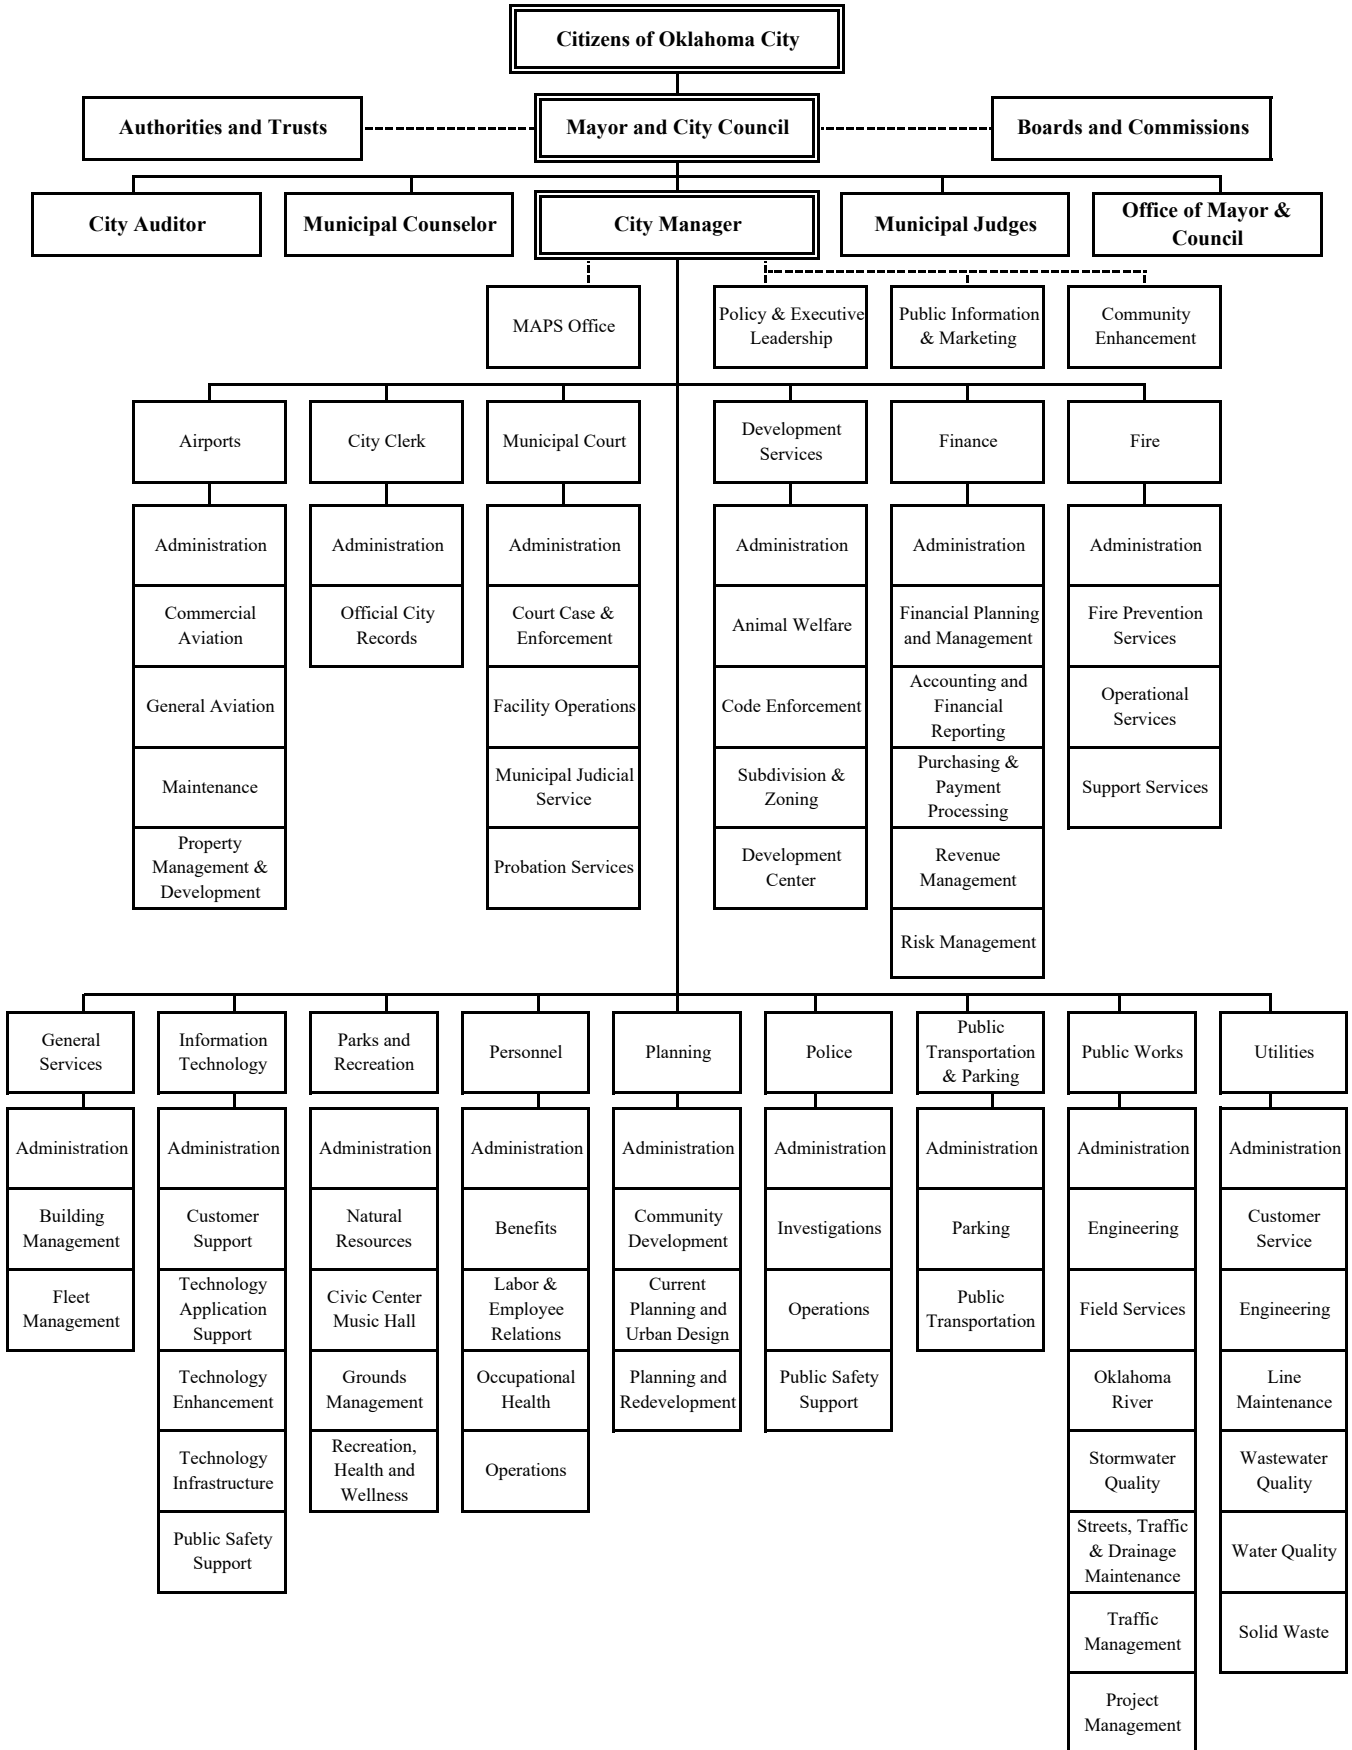 Citizens of Oklahoma City
Authorities and Trusts
Mayor and City Council
Boards and Commissions
City Auditor
Municipal Counselor
City Manager
Municipal Judges
Office of Mayor &
Council
MAPS Office
Policy & Executive
Leadership
Public Information
& Marketing
Community
Enhancement
Airports
City Clerk
Municipal Court
Development
Services
Finance
Fire
Administration
Commercial
Aviation
General Aviation
Maintenance
Property
Management &
Development
Administration
Official City
Records
Administration
Court Case &
Enforcement
Facility Operations
Municipal Judicial
Service
Probation Services
Administration
Animal Welfare
Code Enforcement
Subdivision &
Zoning
Development
Center
Administration
Financial Planning
and Management
Accounting and
Financial
Reporting
Purchasing &
Payment
Processing
Revenue
Management
Risk Management
Administration
Fire Prevention
Services
Operational
Services
Support Services
General
Services
Information
Technology
Parks and
Recreation
Personnel
Planning
Police
Public
Transportation
& Parking
Public Works
Utilities
Administration
Building
Management
Fleet
Management
Administration
Customer
Support
Technology
Application
Support
Technology
Enhancement
Technology
Infrastructure
Public Safety
Support
Administration
Natural
Resources
Civic Center
Music Hall
Grounds
Management
Recreation,
Health and
Wellness
Administration
Benefits
Labor &
Employee
Relations
Occupational
Health
Operations
Administration
Community
Development
Current
Planning and
Urban Design
Planning and
Redevelopment
Administration
Investigations
Operations
Public Safety
Support
Administration
Parking
Public
Transportation
Administration
Engineering
Field Services
Oklahoma
River
Stormwater
Quality
Streets, Traffic
& Drainage
Maintenance
Traffic
Management
Project
Management
Administration
Customer
Service
Engineering
Line
Maintenance
Wastewater
Quality
Water Quality
Solid Waste